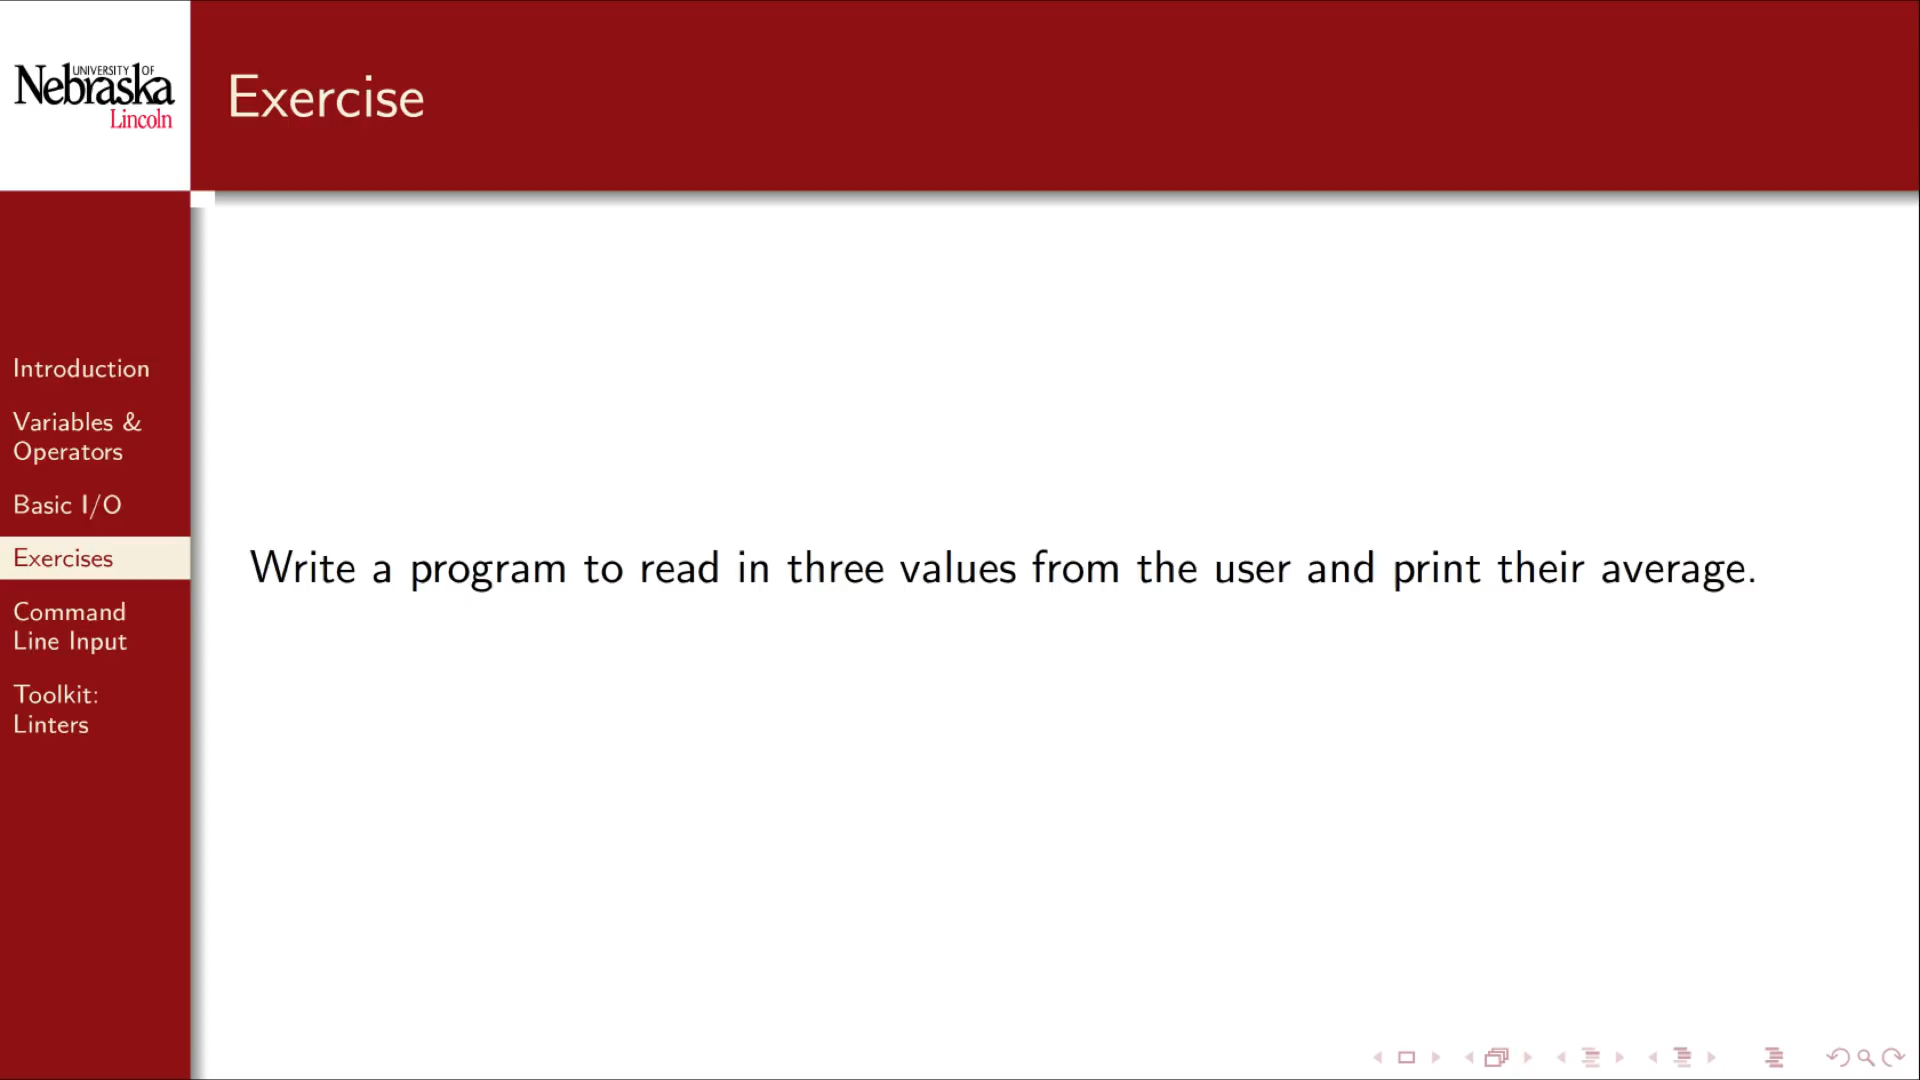 UNIVERSITY OF
Nebraska
Lincoln
Exercise
Introduction
Variables &
Operators
Basic I/O
Exercises
Command
Line Input
Toolkit:
Linters
Write a program to read in three values from the user and print their average.